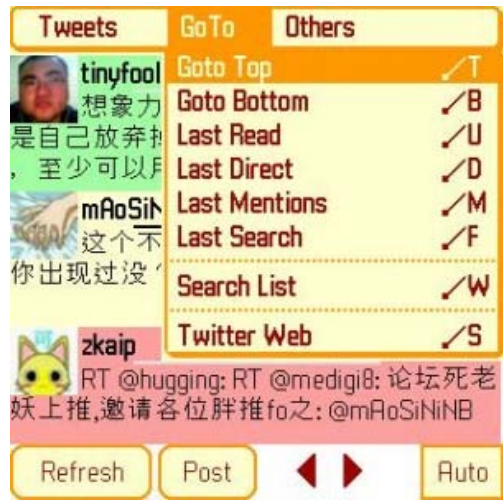 Tweets GoTo Others
Goto Top ／T
Goto Bottom ／B
Last Read ／U
Last Direct ／D
Last Mentions ／M
Last Search ／F
Search List ／W
Twitter Web ／S
tinyfool
想象力
是自己放弃
，至少可以
mAoSiN
这个不
你出现过没
zkaip
RT @hugging: RT @medigi8: 论坛死老
妖上推,邀请各位胖推fo之: @mAoSiNiNB
Refresh Post Auto